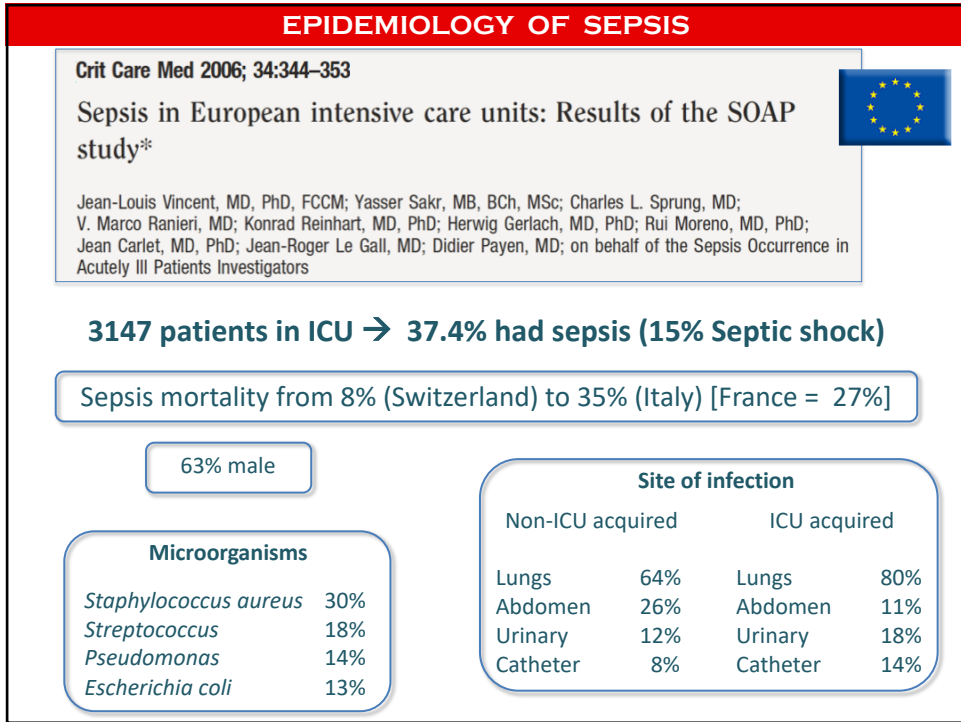 EPIDEMIOLOGY OF SEPSIS
Crit Care Med 2006; 34:344–353
Sepsis in European intensive care units: Results of the SOAP
study*
Jean-Louis Vincent, MD, PhD, FCCM; Yasser Sakr, MB, BCh, MSc; Charles L. Sprung, MD;
V. Marco Ranieri, MD; Konrad Reinhart, MD, PhD; Herwig Gerlach, MD, PhD; Rui Moreno, MD, PhD;
Jean Carlet, MD, PhD; Jean-Roger Le Gall, MD; Didier Payen, MD; on behalf of the Sepsis Occurrence in
Acutely Ill Patients Investigators
3147 patients in ICU → 37.4% had sepsis (15% Septic shock)
Sepsis mortality from 8% (Switzerland) to 35% (Italy) [France = 27%]
63% male
Microorganisms
Staphylococcus aureus 30%
Streptococcus 18%
Pseudomonas 14%
Escherichia coli 13%
Site of infection
Non-ICU acquired ICU acquired
Lungs 64% Lungs 80%
Abdomen 26% Abdomen 11%
Urinary 12% Urinary 18%
Catheter 8% Catheter 14%